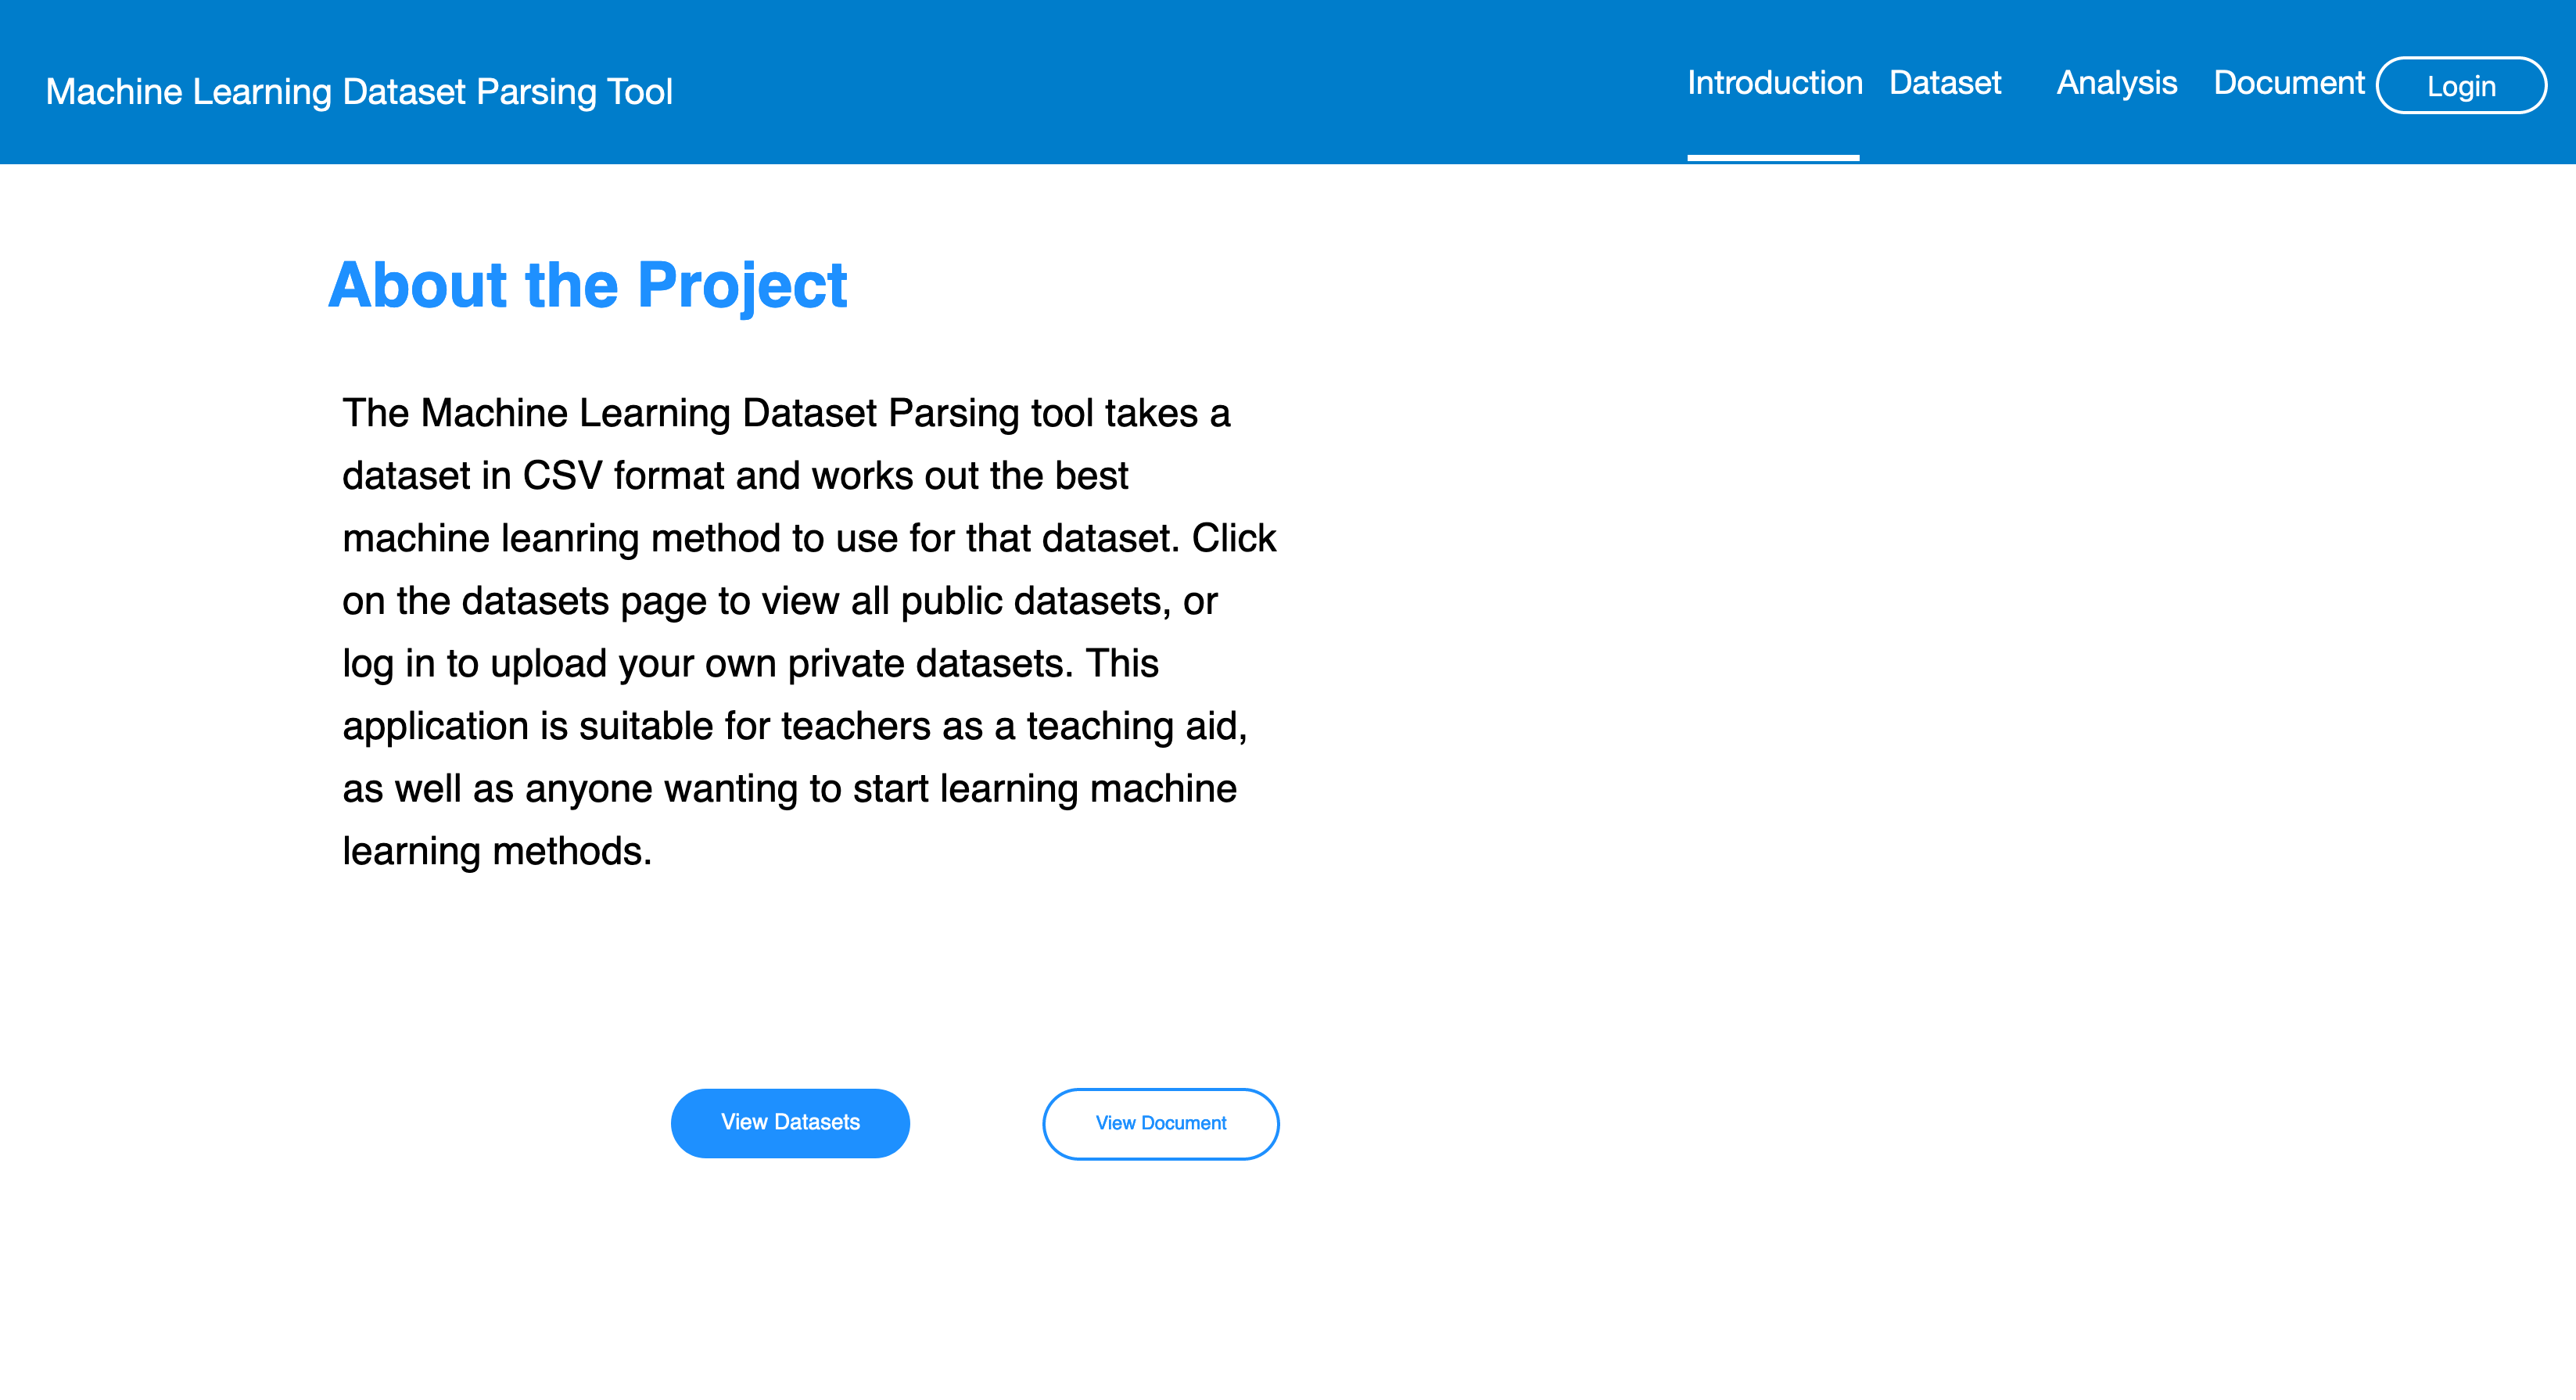 Machine Learning Dataset Parsing Tool
Introduction Dataset Analysis Document Login
About the Project
The Machine Learning Dataset Parsing tool takes a
dataset in CSV format and works out the best
machine leanring method to use for that dataset. Click
on the datasets page to view all public datasets, or
log in to upload your own private datasets. This
application is suitable for teachers as a teaching aid,
as well as anyone wanting to start learning machine
learning methods.
View Datasets View Document